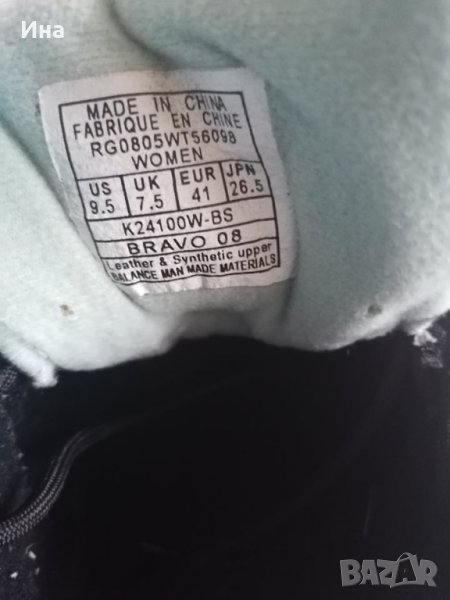 Ина
MADE IN CHINA
FABRIQUE EN CHINE
RG0805WT56098
WOMEN
US UK EUR JPN
9.5 7.5 41 26.5
K24100W-BS
BRAVO 08
Leather & Synthetic upper
BALANCE MAN MADE MATERIALS
BAZAR